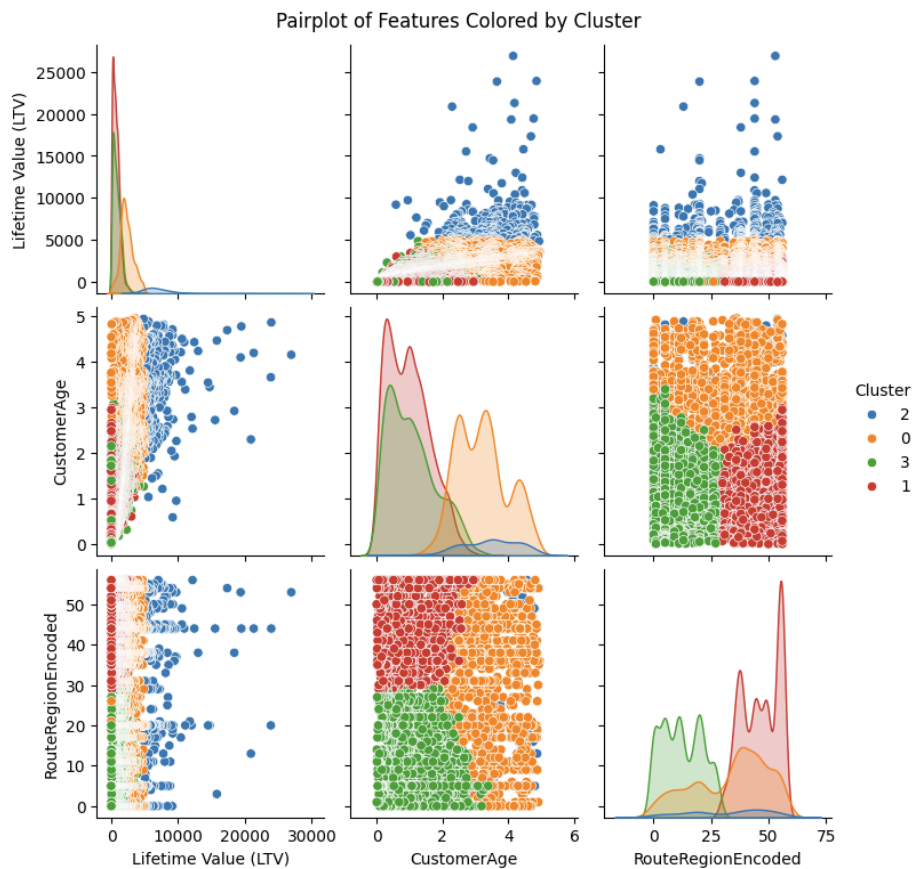 Pairplot of Features Colored by Cluster
Lifetime Value (LTV)
25000
20000
15000
10000
5000
0
CustomerAge
5
4
3
2
1
0
Cluster
2
0
3
1
RouteRegionEncoded
50
40
30
20
10
0
0 10000 20000 30000
0 2 4 6
0 25 50 75
Lifetime Value (LTV) CustomerAge RouteRegionEncoded